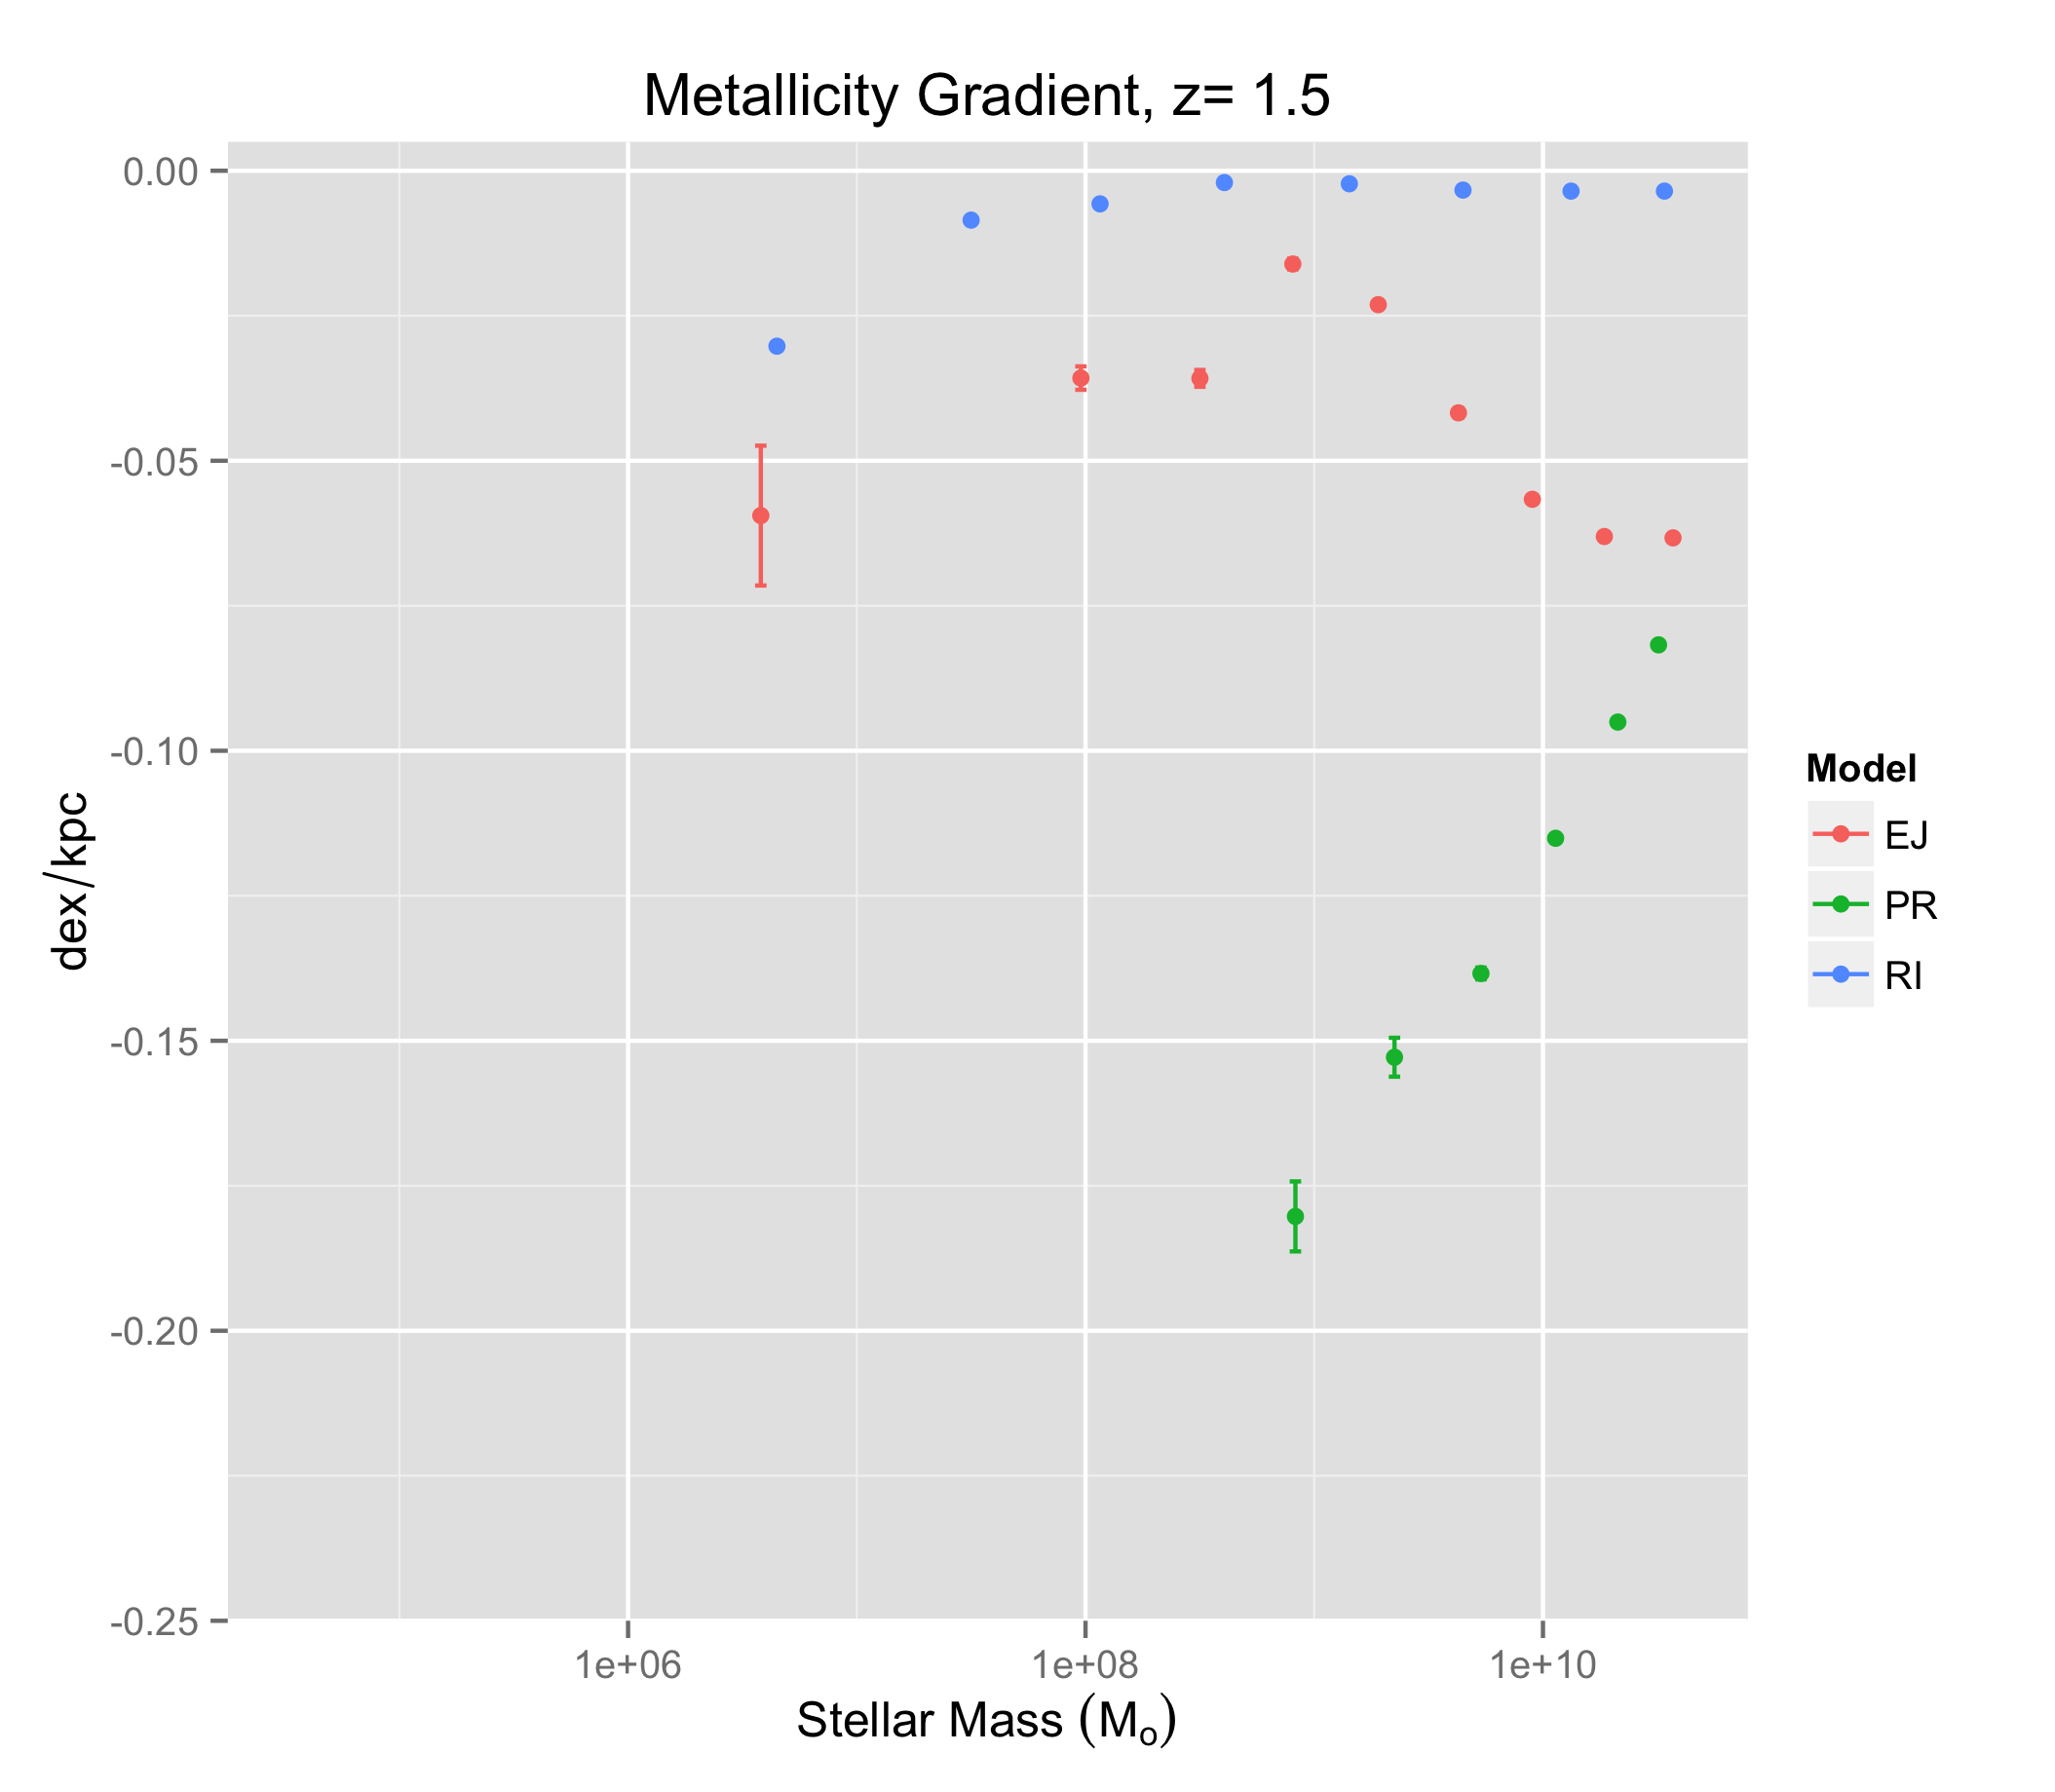 Metallicity Gradient, z= 1.5
0.00
-0.05
-0.10
-0.15
-0.20
-0.25
dex/kpc
1e+06 1e+08 1e+10
Stellar Mass (Mo)
Model
EJ
PR
RI